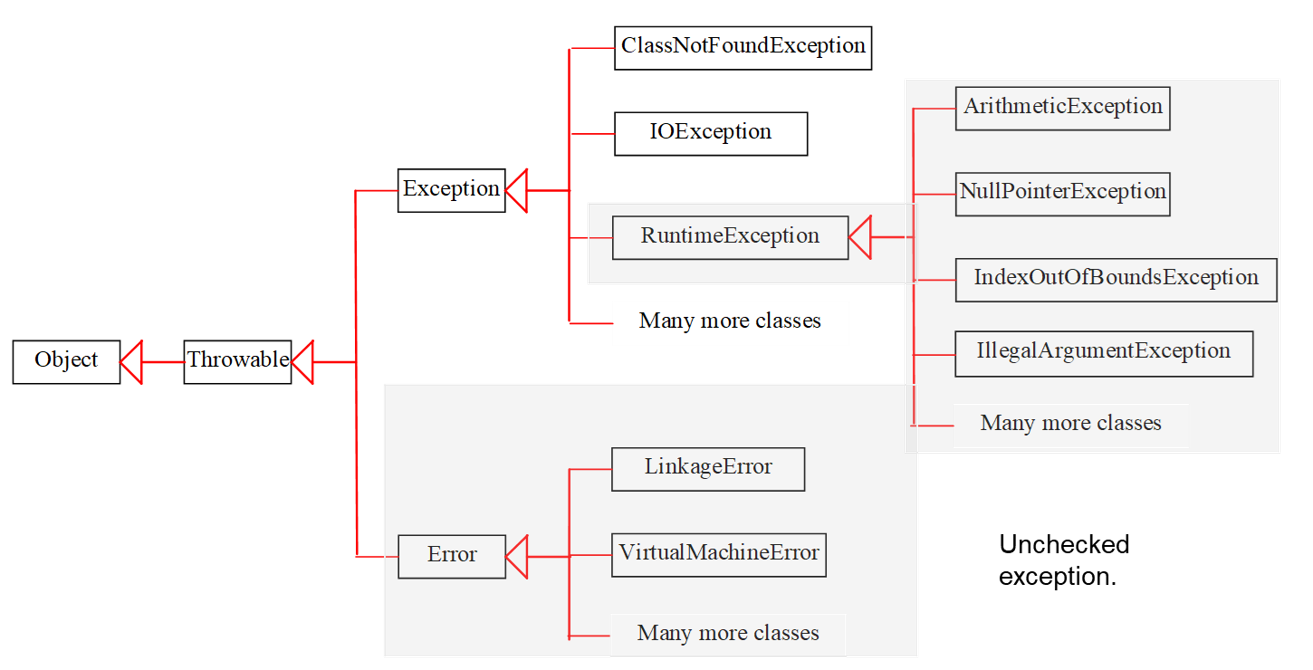 ClassNotFoundException
ArithmeticException
IOException
NullPointerException
Exception
RuntimeException
IndexOutOfBoundsException
Many more classes
IllegalArgumentException
Object
Throwable
Many more classes
LinkageError
Error
VirtualMachineError
Unchecked
exception.
Many more classes